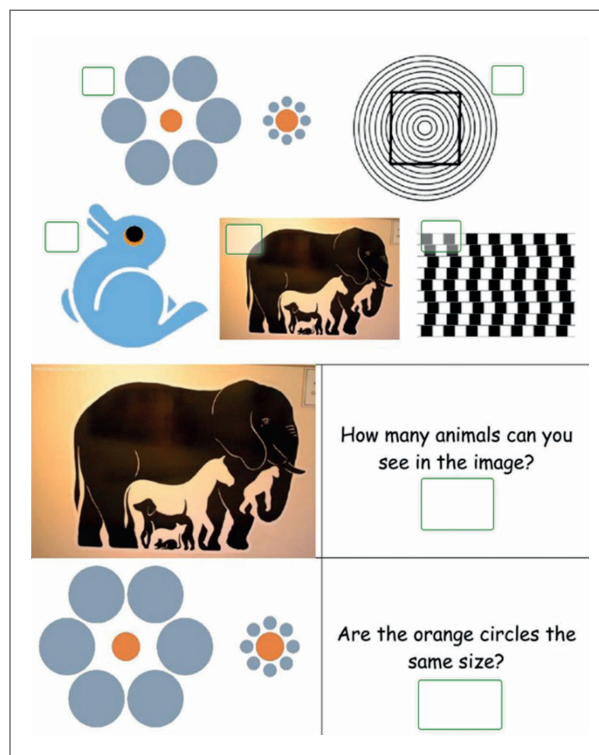 How many animals can you
see in the image?
Are the orange circles the
same size?